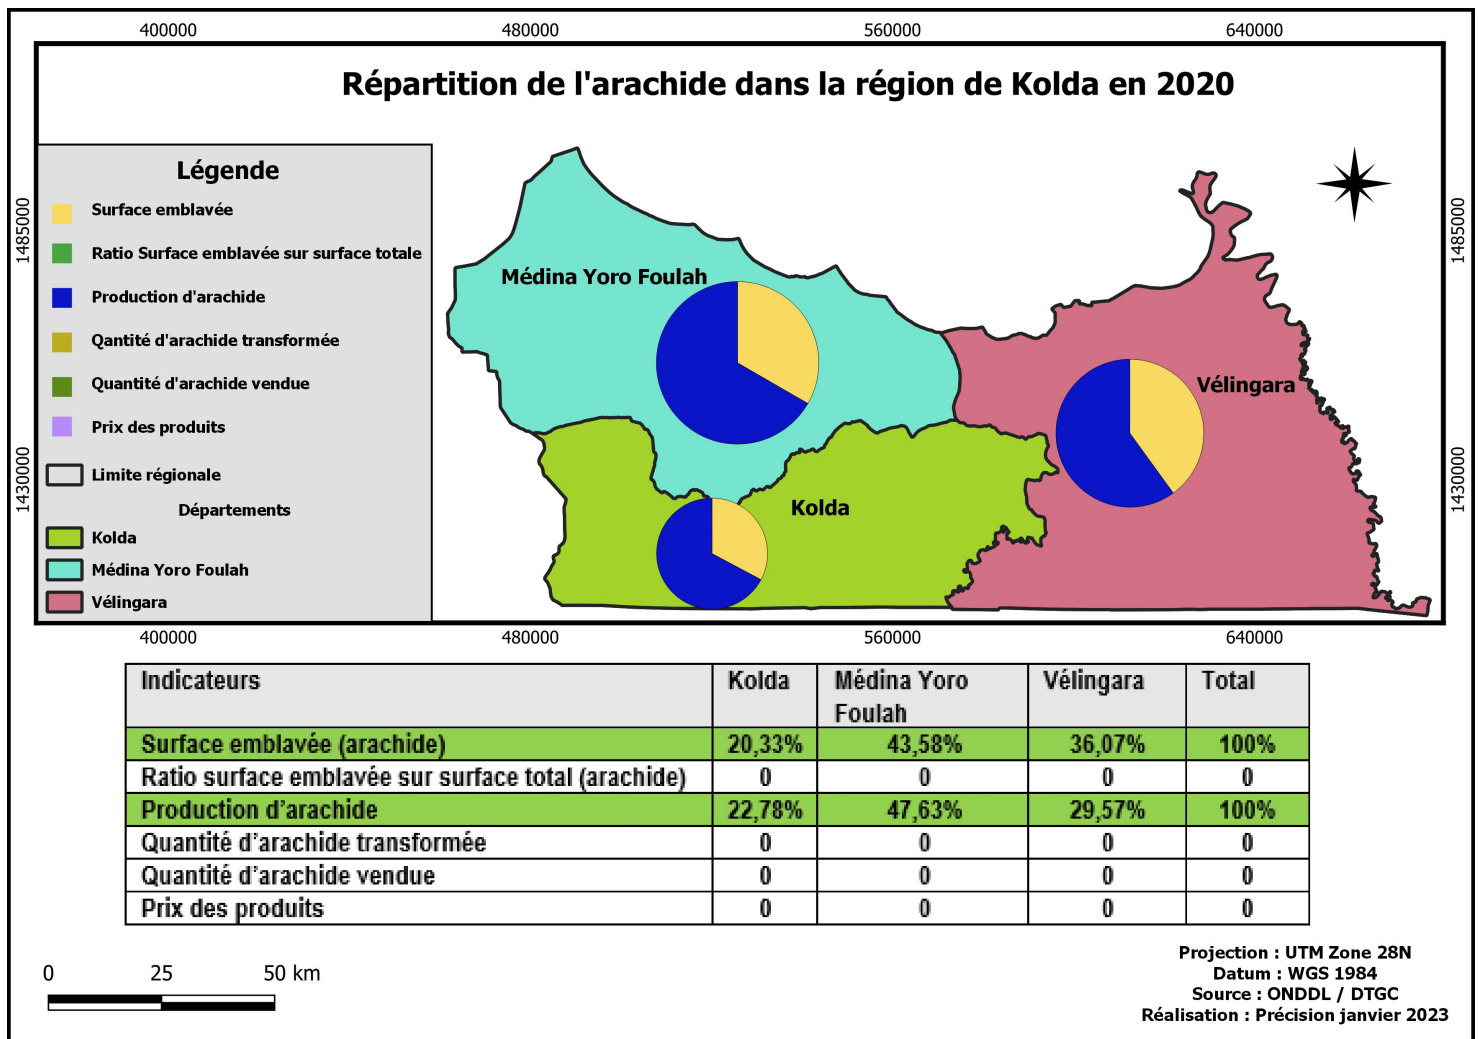 400000 480000 560000 640000
Répartition de l'arachide dans la région de Kolda en 2020
Légende
Surface emblavée
Ratio Surface emblavée sur surface totale
Production d'arachide
Qantité d'arachide transformée
Quantité d'arachide vendue
Prix des produits
Limite régionale
Départements
Kolda
Médina Yoro Foulah
Vélingara
1485000
1430000
Médina Yoro Foulah
Vélingara
Kolda
1485000
1430000
400000 480000 560000 640000
Indicateurs Kolda Médina Yoro Vélingara Total
Foulah
Surface emblavée (arachide) 20,33% 43,58% 36,07% 100%
Ratio surface emblavée sur surface total (arachide) 0 0 0 0
Production d’arachide 22,78% 47,63% 29,57% 100%
Quantité d’arachide transformée 0 0 0 0
Quantité d’arachide vendue 0 0 0 0
Prix des produits 0 0 0 0
0 25 50 km
Projection : UTM Zone 28N
Datum : WGS 1984
Source : ONDDL / DTGC
Réalisation : Précision janvier 2023